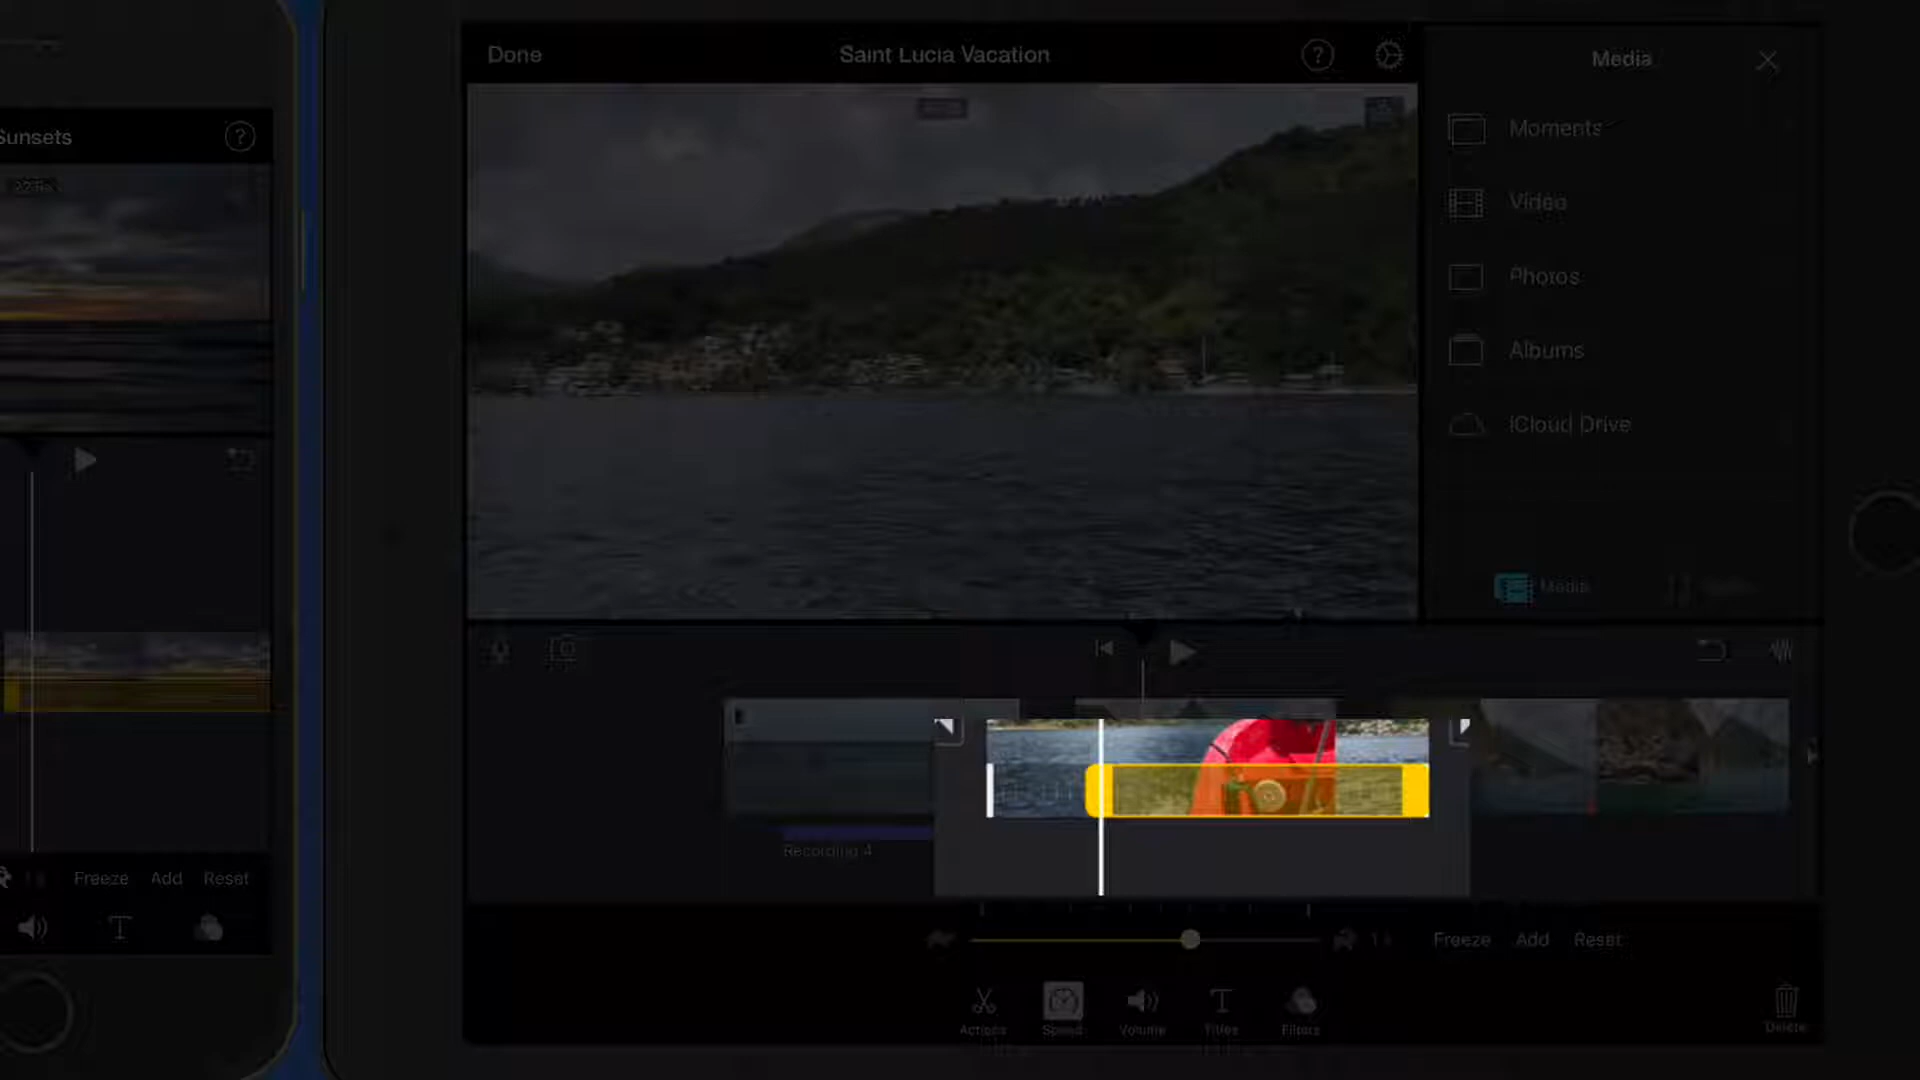 Sunsets
?
Freeze Add Reset
T
Done
Saint Lucia Vacation
?
Media
Moments
Video
Photos
Albums
iCloud Drive
Media
Recording 4
Freeze Add Reset
Actions
Speed
Volume
T
Titles
Filters
Delete